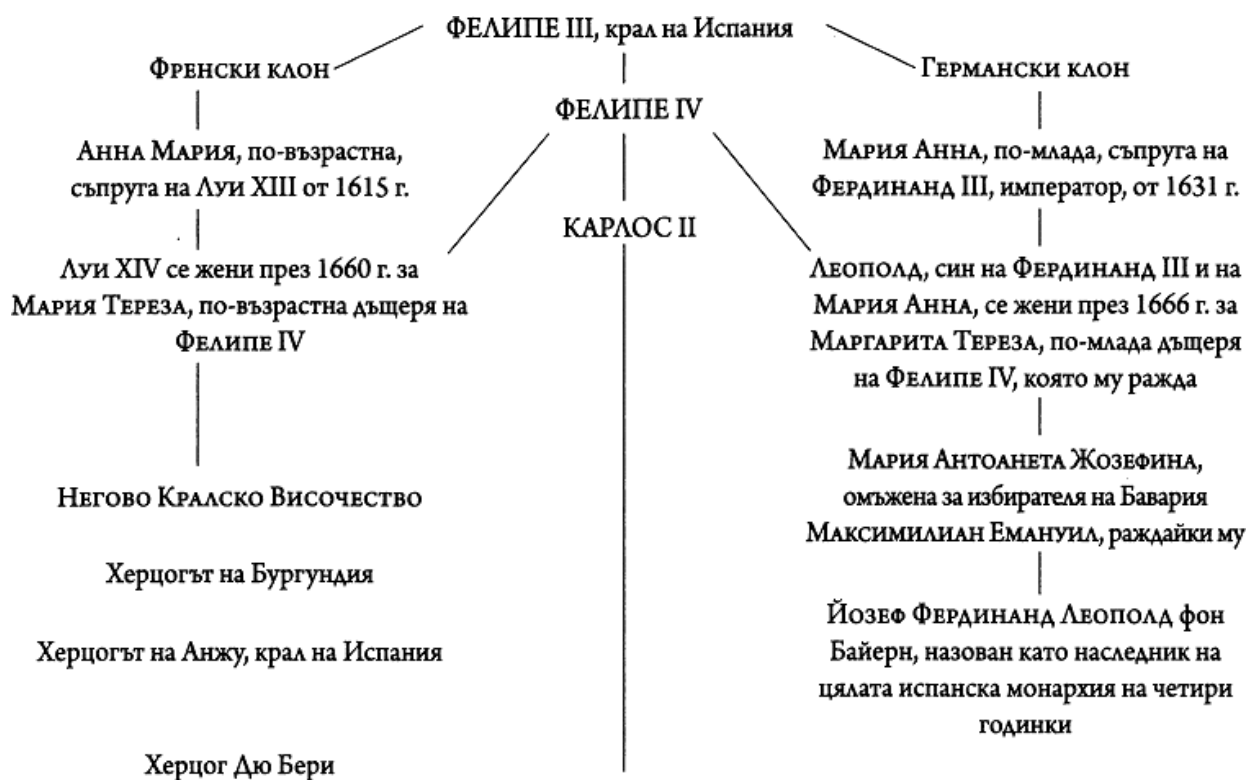 ФЕЛИПЕ III, крал на Испания
Френски клон
Германски клон
ФЕЛИПЕ IV
Анна Мария, по-възрастна,
съпруга на Луи XIII от 1615 г.
Мария Анна, по-млада, съпруга на
Фердинанд III, император, от 1631 г.
КАРЛОС II
Луи XIV се жени през 1660 г. за
Мария Тереза, по-възрастна дъщеря на
Фелипе IV
Леополд, син на Фердинанд III и на
Мария Анна, се жени през 1666 г. за
Маргарита Тереза, по-млада дъщеря
на Фелипе IV, която му ражда
Негово Кралско Височество
Мария Антоанета Жозефина,
омъжена за избирателя на Бавария
Максимилиан Емануил, раждайки му
Херцогът на Бургундия
Херцогът на Анжу, крал на Испания
Йозеф Фердинанд Леополд фон
Байерн, назован като наследник на
цялата испанска монархия на четири
годинки
Херцог Дю Бери